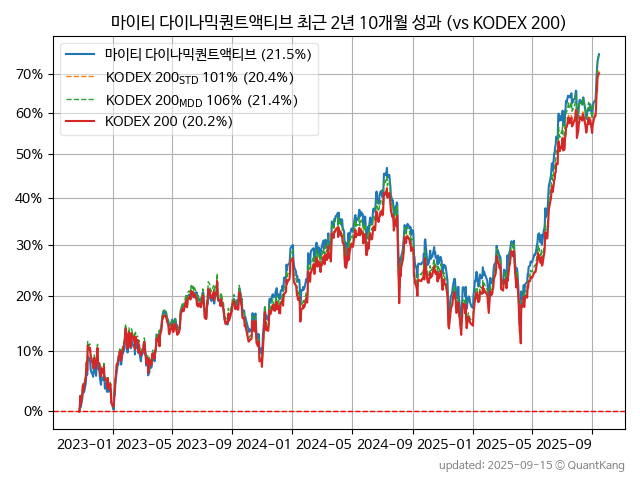 마이티 다이나믹퀀트액티브 최근 2년 10개월 성과 (vs KODEX 200)
마이티 다이나믹퀀트액티브 (21.5%)
KODEX 200STD 101% (20.4%)
KODEX 200MDD 106% (21.4%)
KODEX 200 (20.2%)
70%
60%
50%
40%
30%
20%
10%
0%
2023-01 2023-05 2023-09 2024-01 2024-05 2024-09 2025-01 2025-05 2025-09
updated: 2025-09-15 © QuantKang